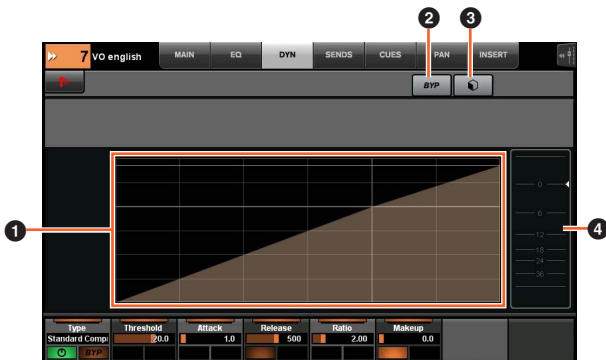 2 3
7 VO english MAIN EQ DYN SENDS CUES PAN INSERT
BYP
0
6
1 4
12
18
24
36
Type Threshold Attack Release Ratio Makeup
Standard Compr 20.0 1.0 500 2.00 0.0
BYP